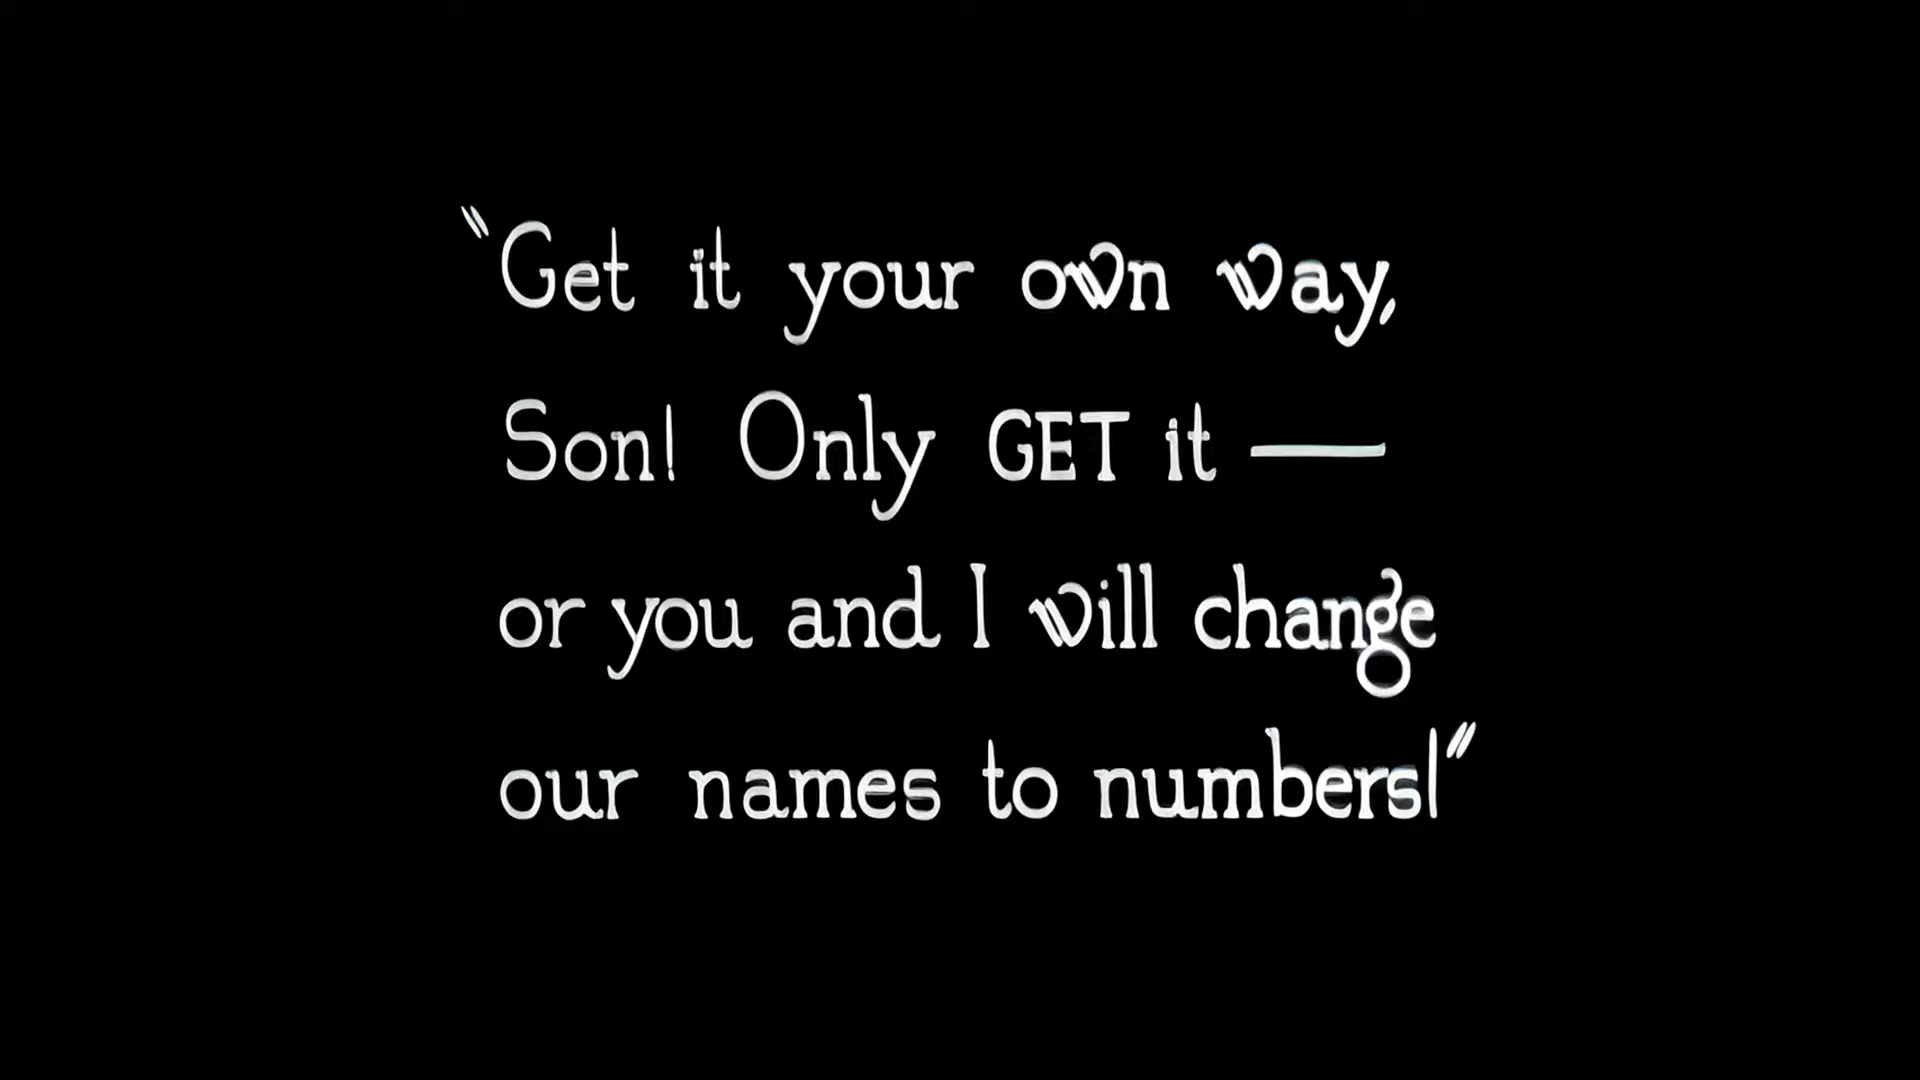 "Get it your own way,
Son! Only GET it —
or you and I will change
our names to numbers!"